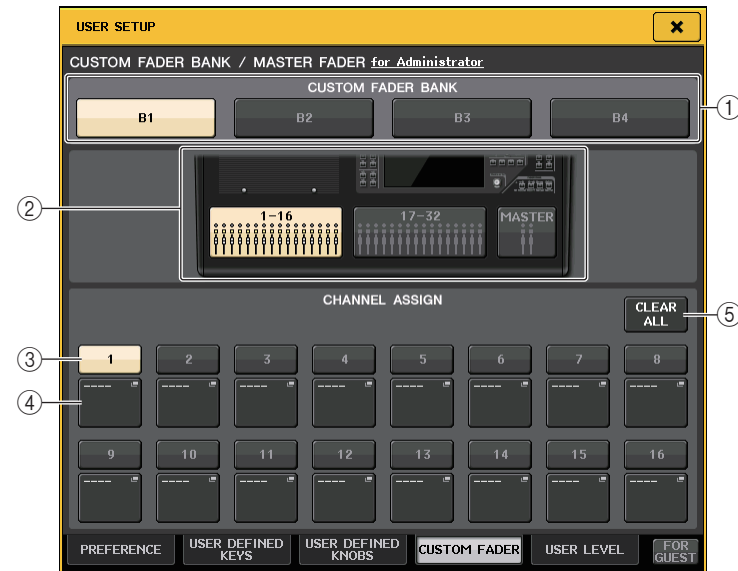 USER SETUP
CUSTOM FADER BANK / MASTER FADER for Administrator
CUSTOM FADER BANK
B1 B2 B3 B4
①
②
1-16 17-32 MASTER
CHANNEL ASSIGN
CLEAR ALL
⑤
③
1 2 3 4 5 6 7 8
④
---- ---- ---- ---- ---- ---- ---- ----
9 10 11 12 13 14 15 16
---- ---- ---- ---- ---- ---- ---- ----
PREFERENCE USER DEFINED KEYS USER DEFINED KNOBS CUSTOM FADER USER LEVEL FOR GUEST